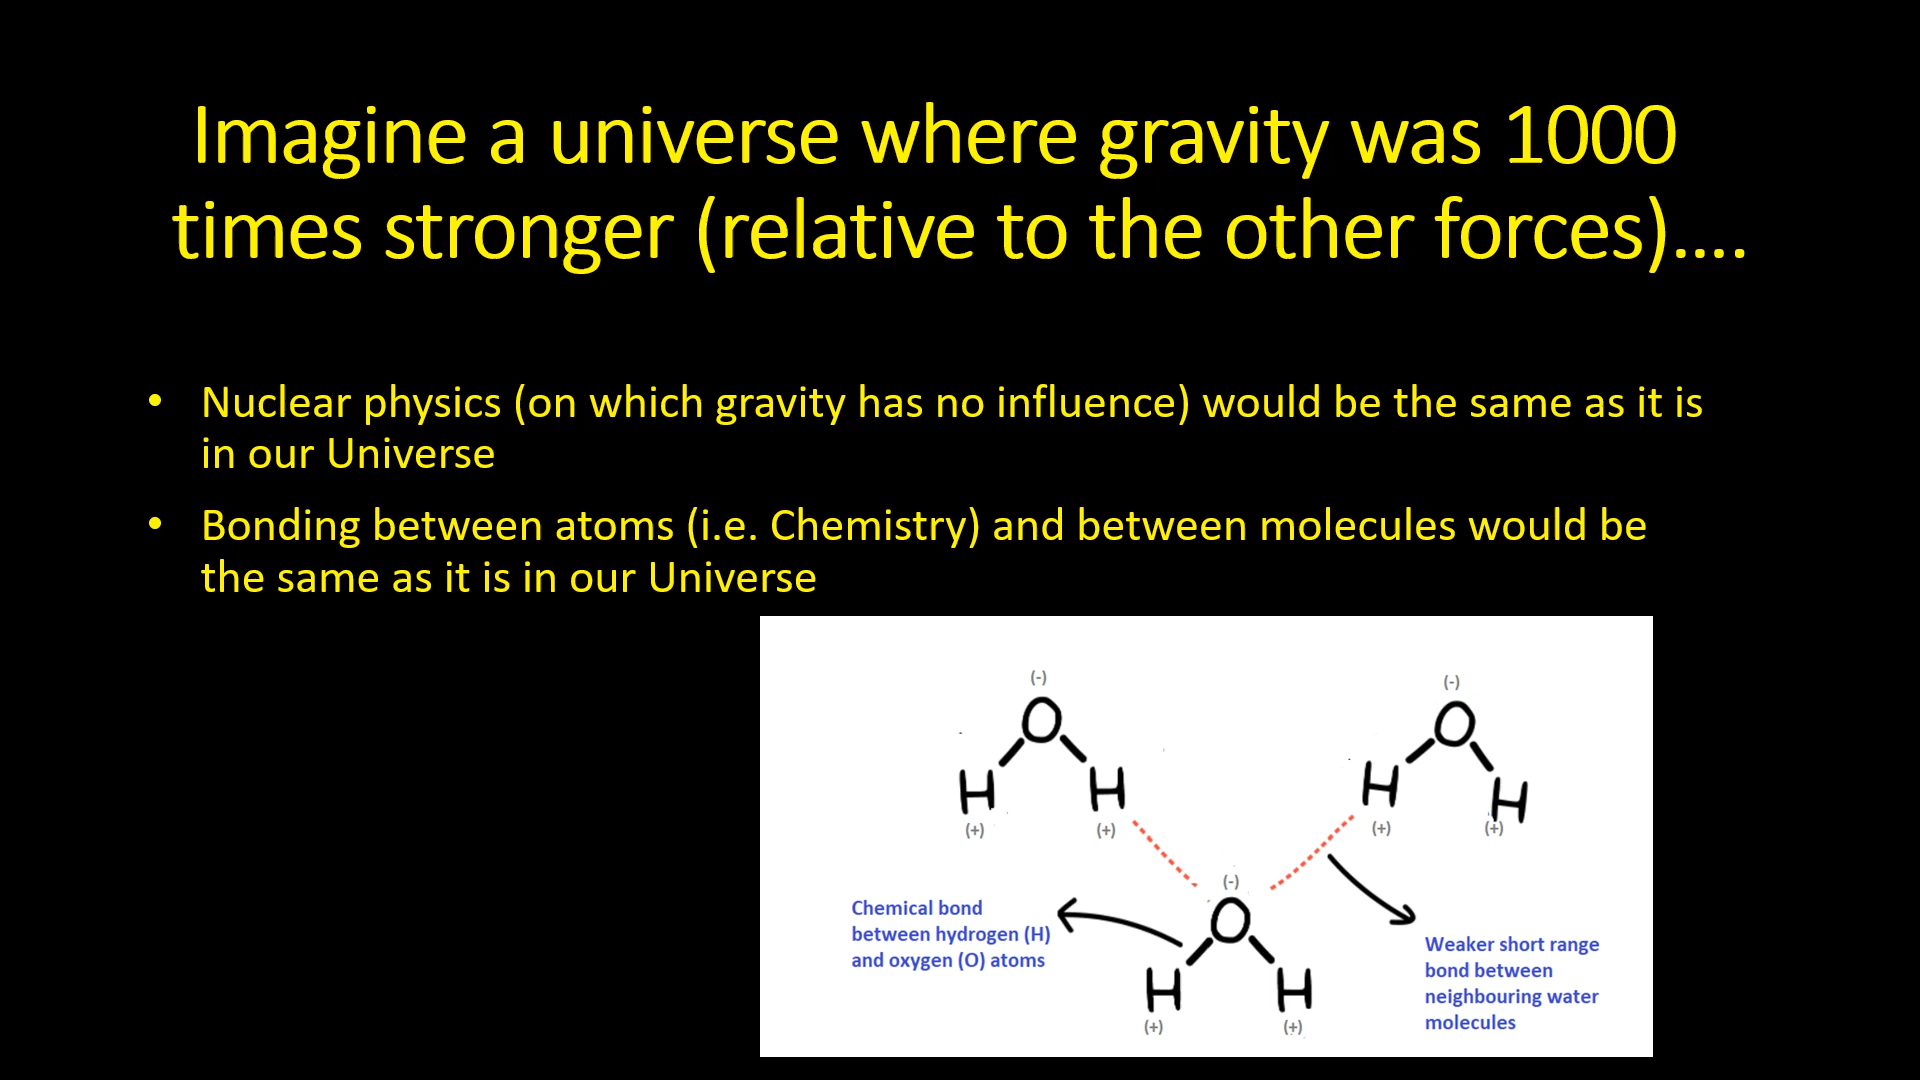 Imagine a universe where gravity was 1000
times stronger (relative to the other forces)....
• Nuclear physics (on which gravity has no influence) would be the same as it is
in our Universe
• Bonding between atoms (i.e. Chemistry) and between molecules would be
the same as it is in our Universe
(-)
O
H H
(+) (+)
(-)
O
H H
(+) (+)
(-)
O
H H
(+) (+)
Chemical bond
between hydrogen (H)
and oxygen (O) atoms
Weaker short range
bond between
neighbouring water
molecules